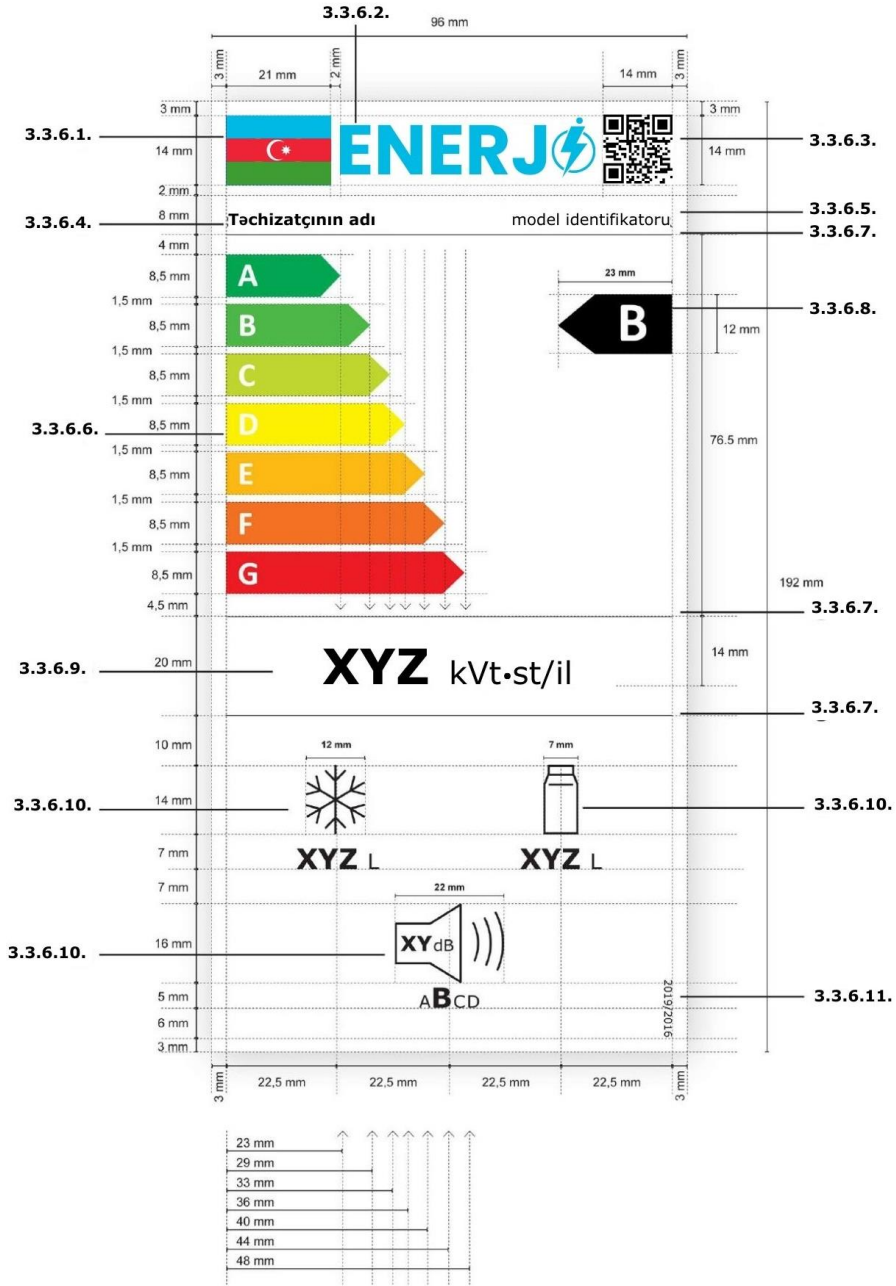 3.3.6.2.
96 mm
3 mm
21 mm
2 mm
14 mm
3 mm
3 mm
3 mm
3.3.6.1.
ENERJ
3.3.6.3.
14 mm
14 mm
2 mm
8 mm
3.3.6.5.
3.3.6.4.
Təchizatçının adı
model identifikatoru
3.3.6.7.
4 mm
8,5 mm
A
23 mm
1,5 mm
8,5 mm
B
B
3.3.6.8.
12 mm
1,5 mm
8,5 mm
C
1,5 mm
3.3.6.6.
8,5 mm
D
76.5 mm
1,5 mm
8,5 mm
E
1,5 mm
8,5 mm
F
1,5 mm
8,5 mm
G
192 mm
4,5 mm
3.3.6.7.
3.3.6.9.
20 mm
XYZ kVt•st/il
14 mm
3.3.6.7.
10 mm
12 mm
7 mm
3.3.6.10.
14 mm
3.3.6.10.
7 mm
XYZ L
XYZ L
7 mm
22 mm
3.3.6.10.
16 mm
XY dB
5 mm
ABCD
2019/2016
3.3.6.11.
6 mm
3 mm
3 mm
22,5 mm
22,5 mm
22,5 mm
22,5 mm
3 mm
23 mm
29 mm
33 mm
36 mm
40 mm
44 mm
48 mm